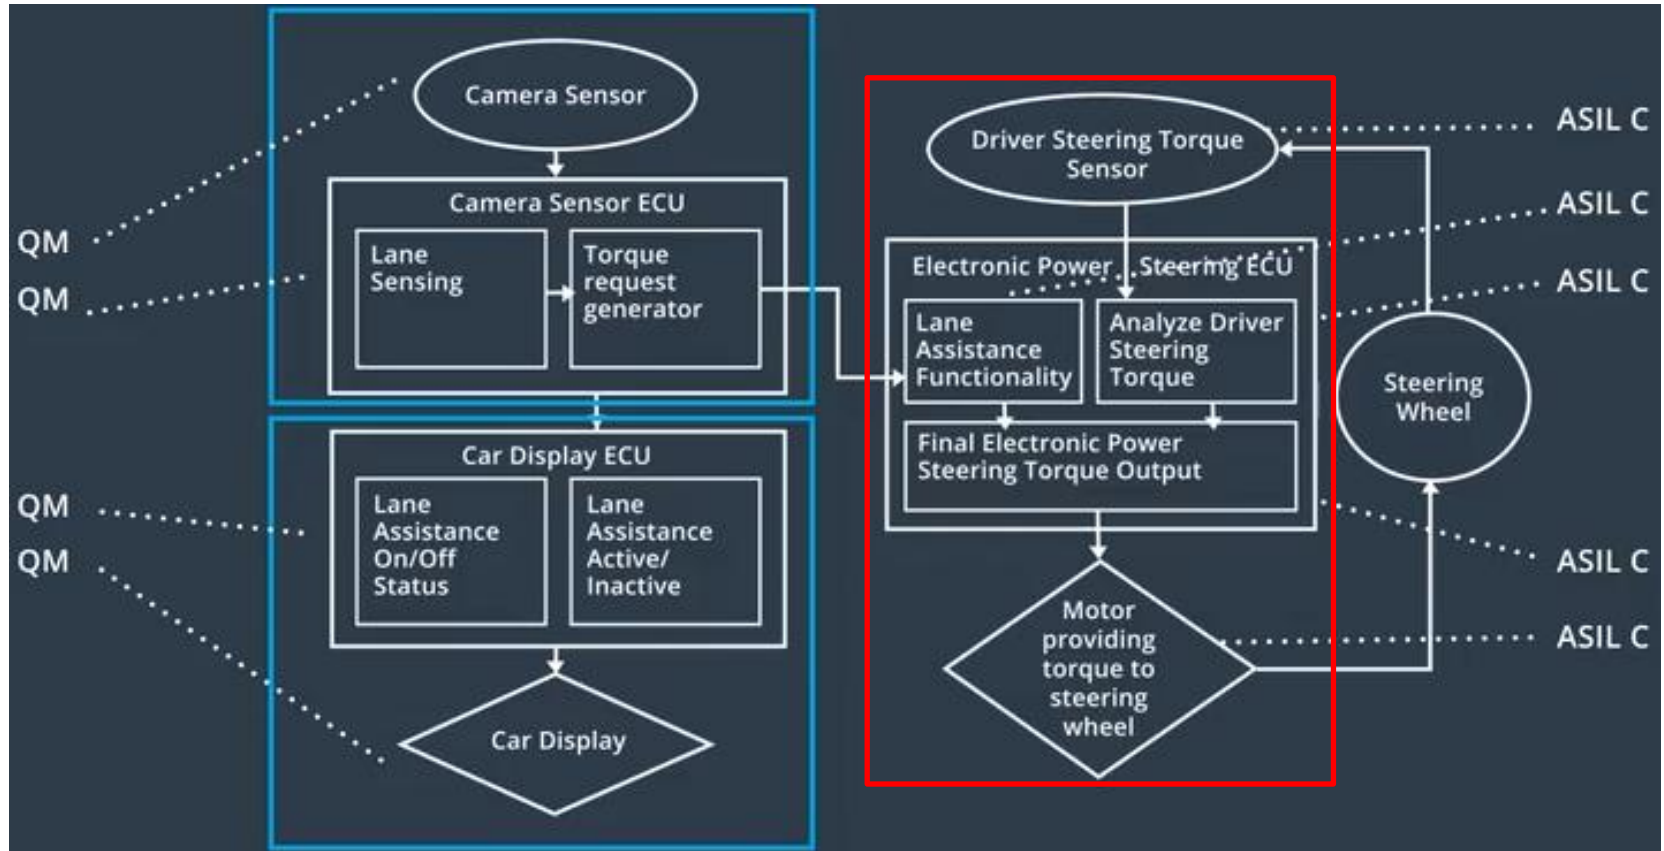 Camera Sensor
Camera Sensor ECU
Lane
Sensing
Torque
request
generator
QM
QM
Car Display ECU
Lane
Assistance
On/Off
Status
Lane
Assistance
Active/
Inactive
QM
QM
Car Display
Driver Steering Torque
Sensor
Electronic Power Steering ECU
Lane
Assistance
Functionality
Analyze Driver
Steering
Torque
Final Electronic Power
Steering Torque Output
Motor
providing
torque to
steering
wheel
Steering
Wheel
ASIL C
ASIL C
ASIL C
ASIL C
ASIL C